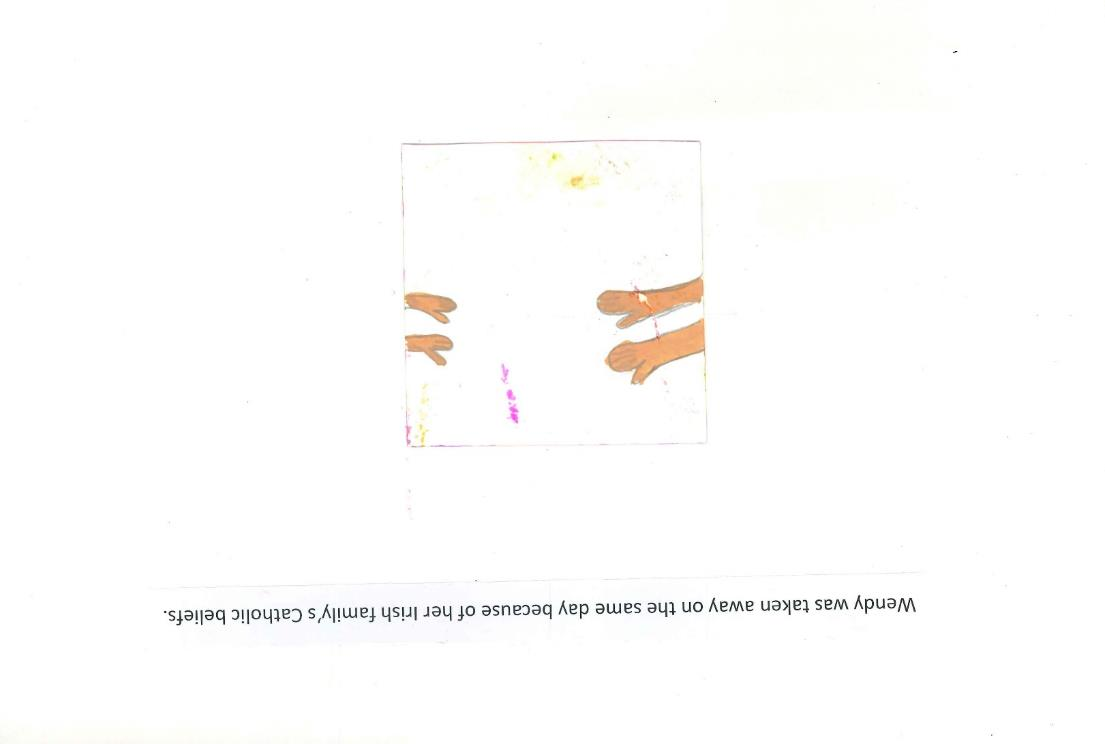 Wendy was taken away on the same day because of her Irish family's Catholic beliefs.